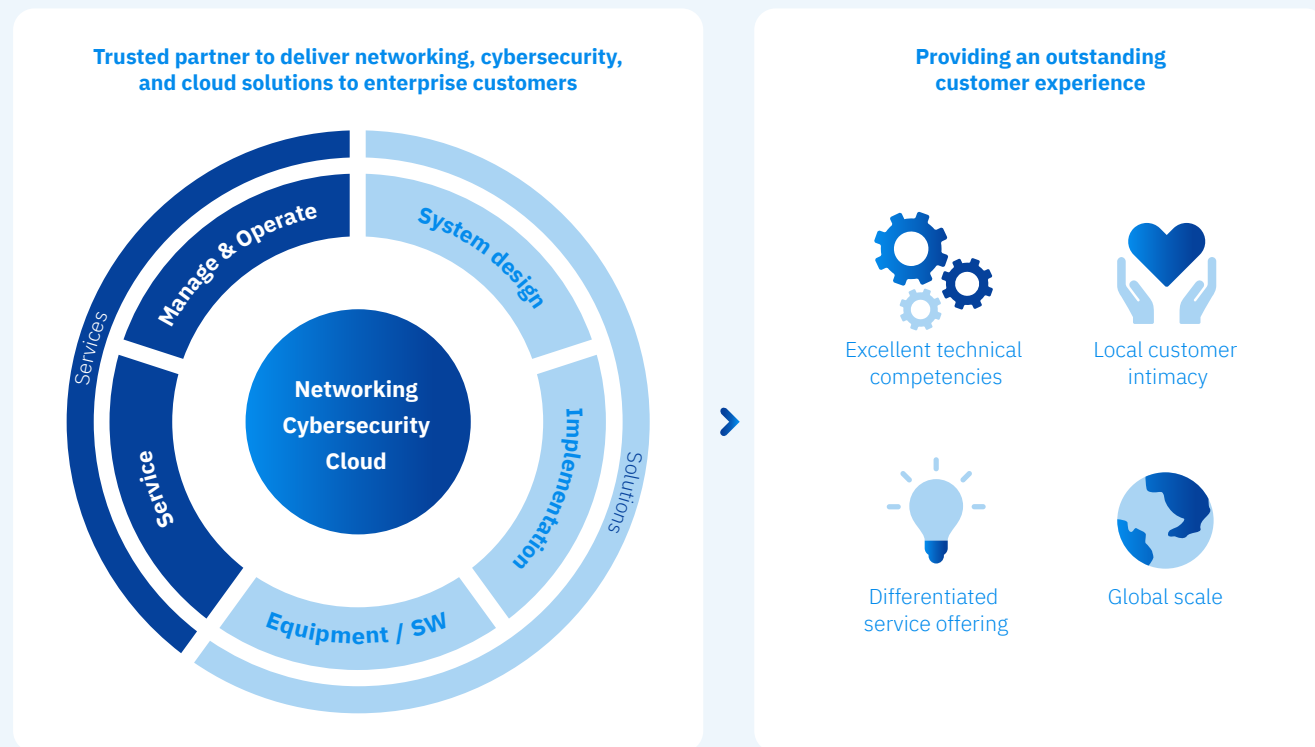 Trusted partner to deliver networking, cybersecurity,
and cloud solutions to enterprise customers
Manage & Operate
System design
Services
Networking
Cybersecurity
Cloud
Service
Implementation
Solutions
Equipment / SW
Providing an outstanding
customer experience
Excellent technical
competencies
Local customer
intimacy
Differentiated
service offering
Global scale